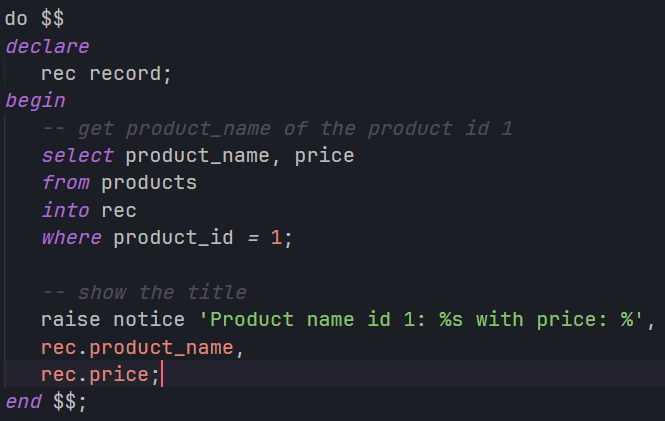 do $$
declare
   rec record;
begin
   -- get product_name of the product id 1
   select product_name, price
   from products
   into rec
   where product_id = 1;

   -- show the title
   raise notice 'Product name id 1: %s with price: %',
   rec.product_name,
   rec.price;
end $$;